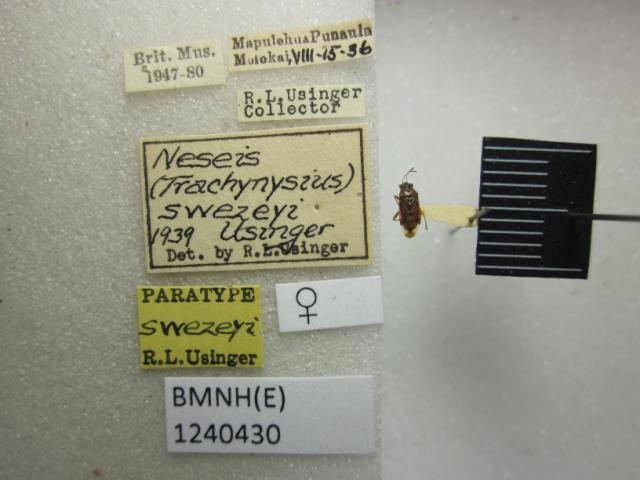 Brit. Mus.
1947-80
Mapulehu&Punaula
Molokai, VIII-15-36
R.L.Usinger
Collector
Neseis
(Trachynysius)
swezeyi
1939 Usinger
Det. by R.L.Usinger
PARATYPE
swezeyi
R.L.Usinger
♀
BMNH(E)
1240430